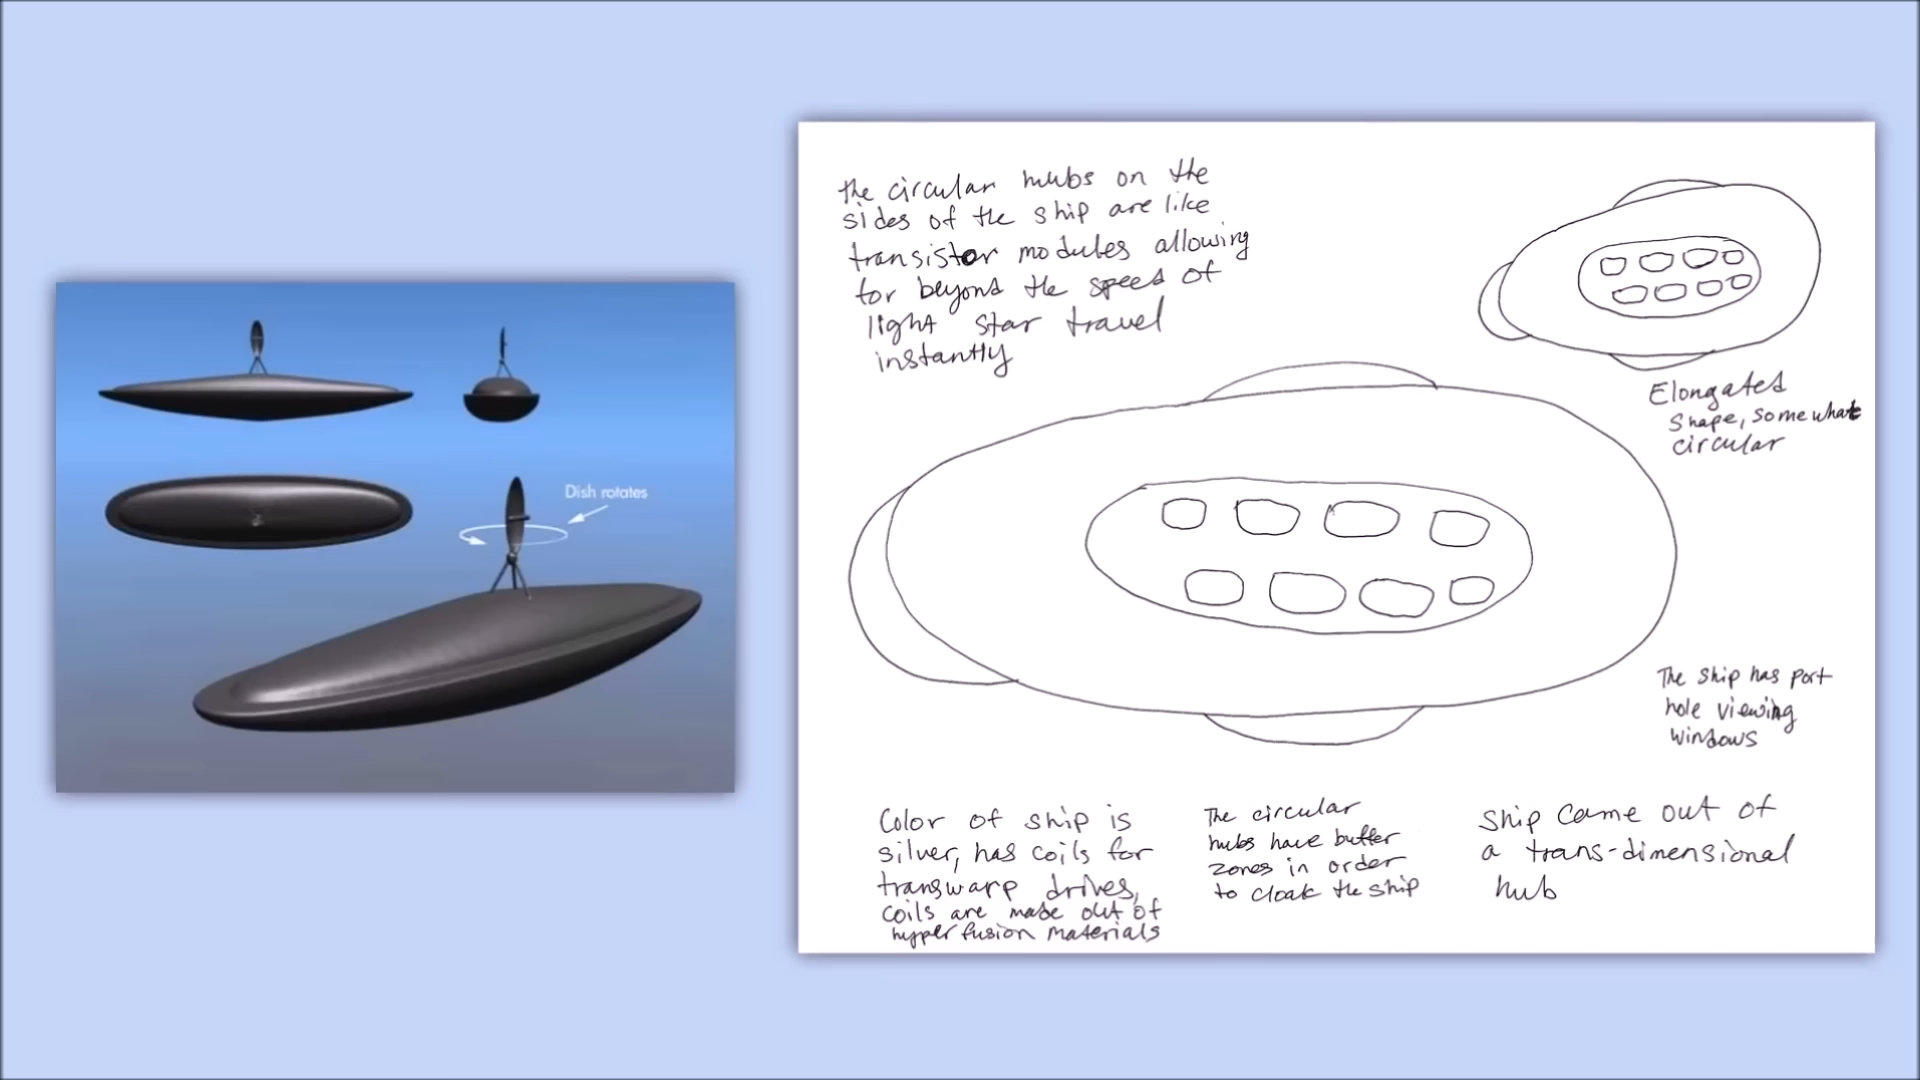 Dish rotates
the circular hubs on the
sides of the ship are like
transistor modules allowing
for beyond the speed of
light star travel
instantly
Elongated
shape, somewhat
circular
The ship has port
hole viewing
windows
Color of ship is
silver, has coils for
transwarp drives,
coils are made out of
hyper fusion materials
The circular
hubs have buffer
zones in order
to cloak the ship
Ship came out of
a trans-dimensional
hub